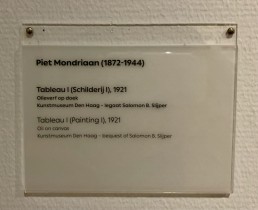 Piet Mondriaan (1872-1944)
Tableau I (Schilderij I), 1921
Olieverf op doek
Kunstmuseum Den Haag – legaat Salomon B. Slijper
Tableau I (Painting I), 1921
Oil on canvas
Kunstmuseum Den Haag – bequest of Salomon B. Slijper